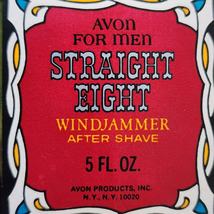 AVON
FOR MEN
STRAIGHT
EIGHT
WINDJAMMER
AFTER SHAVE
5 FL. OZ.
AVON PRODUCTS, INC.
N.Y., N.Y. 10020